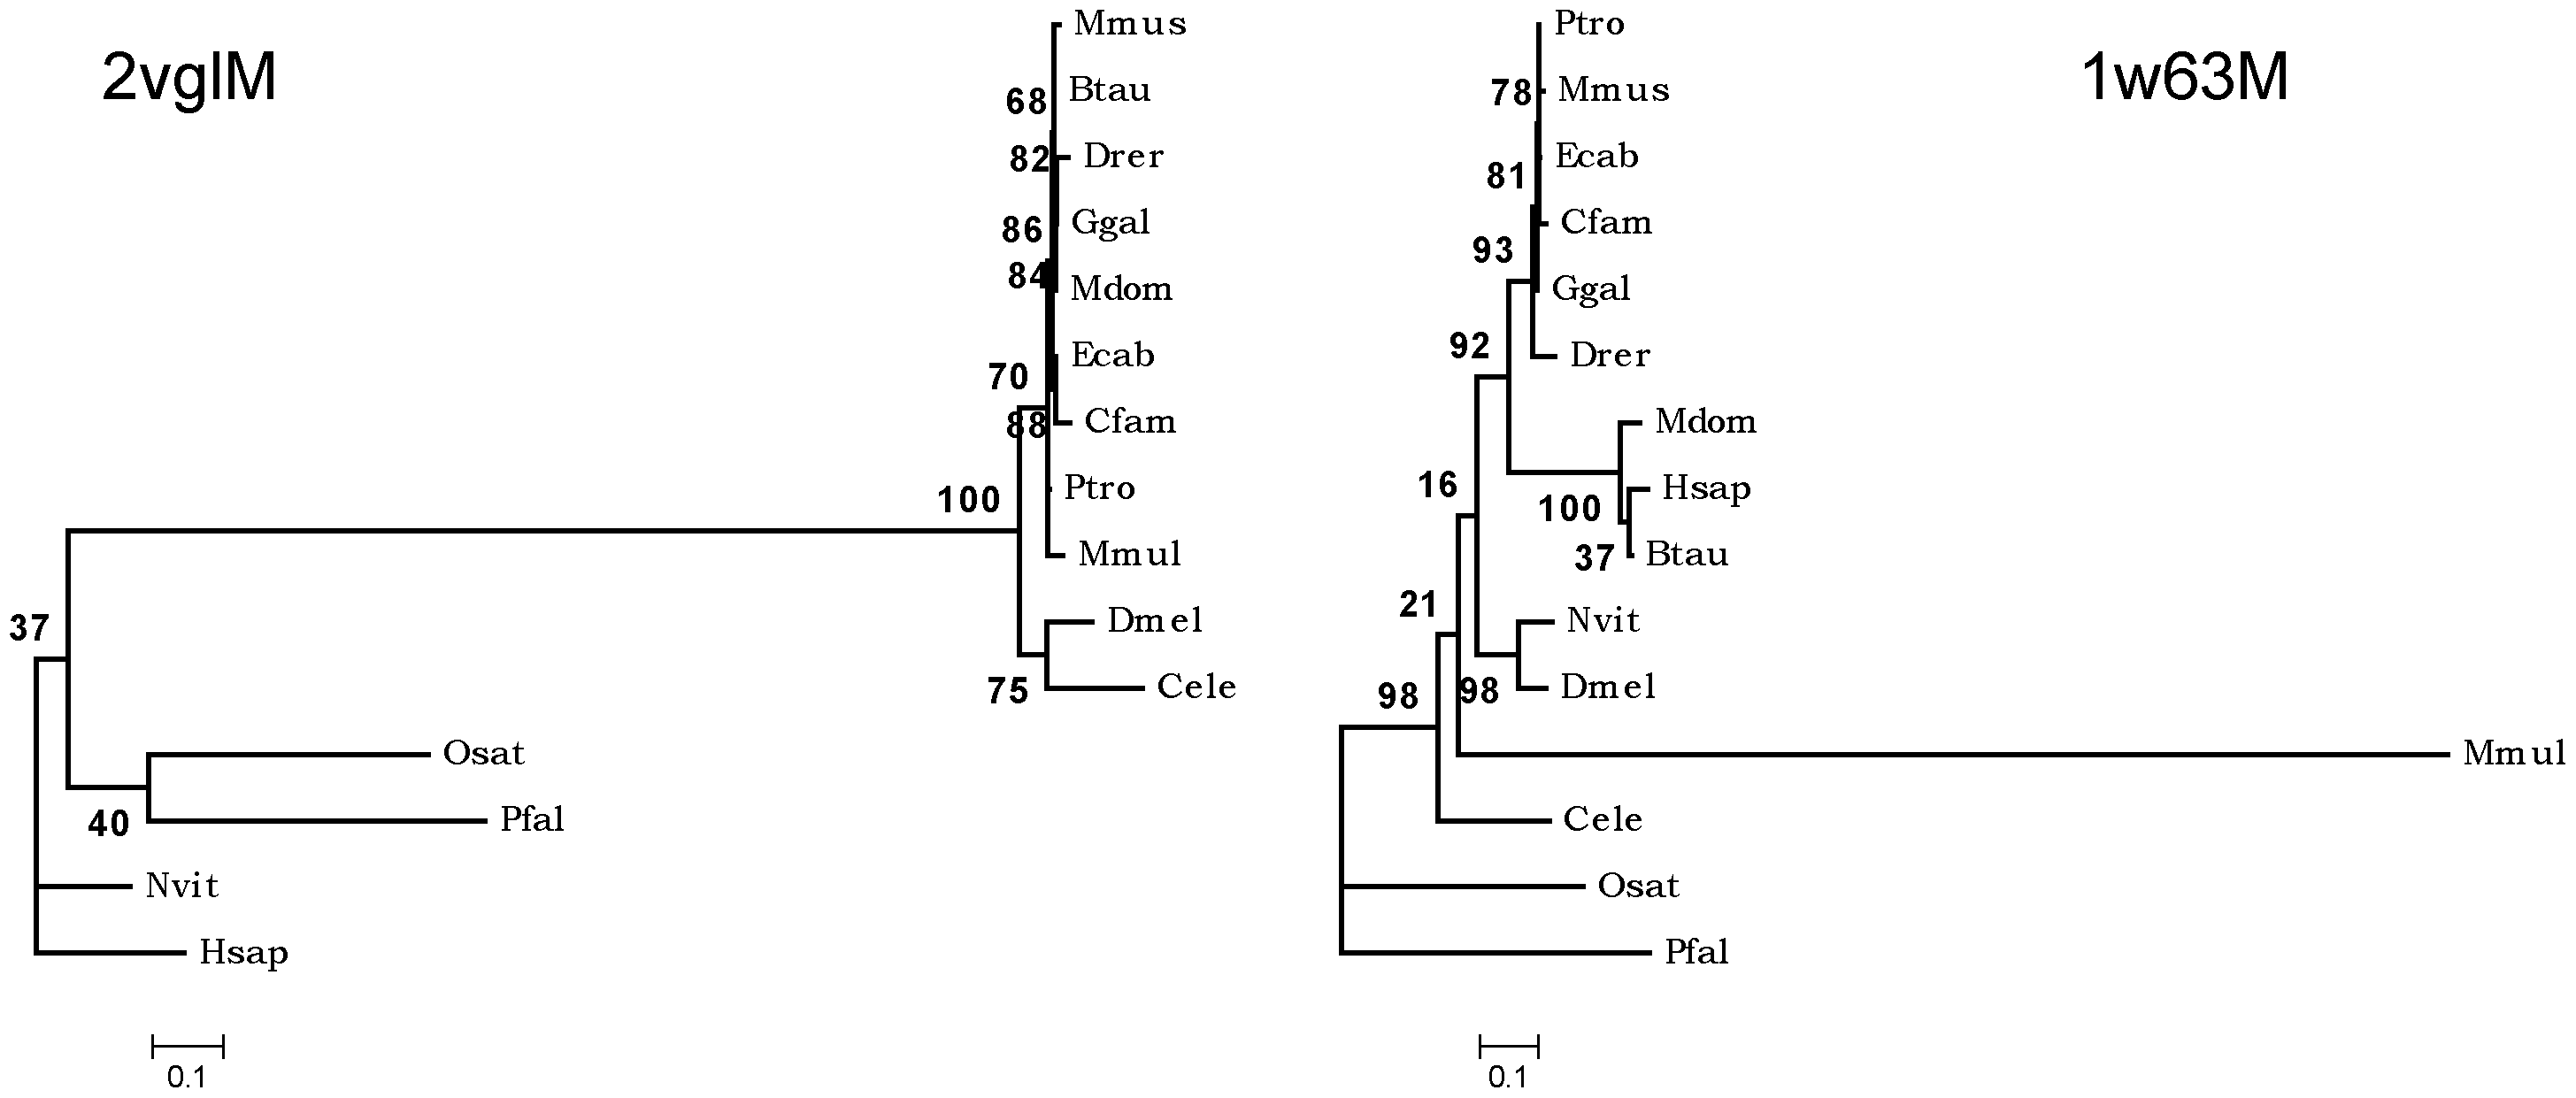 2vglM
Mmus
Btau
68
Drer
82
Ggal
86
84
Mdom
Ecab
70
Cfam
88
Ptro
100
Mmul
Dmel
37
Cele
75
Osat
Pfal
40
Nvit
Hsap
0.1
1w63M
Ptro
Mmus
78
Ecab
81
Cfam
93
Ggal
Drer
92
Mdom
Hsap
16
100
Btau
37
Nvit
21
Dmel
98
98
Mmul
Cele
Osat
Pfal
0.1